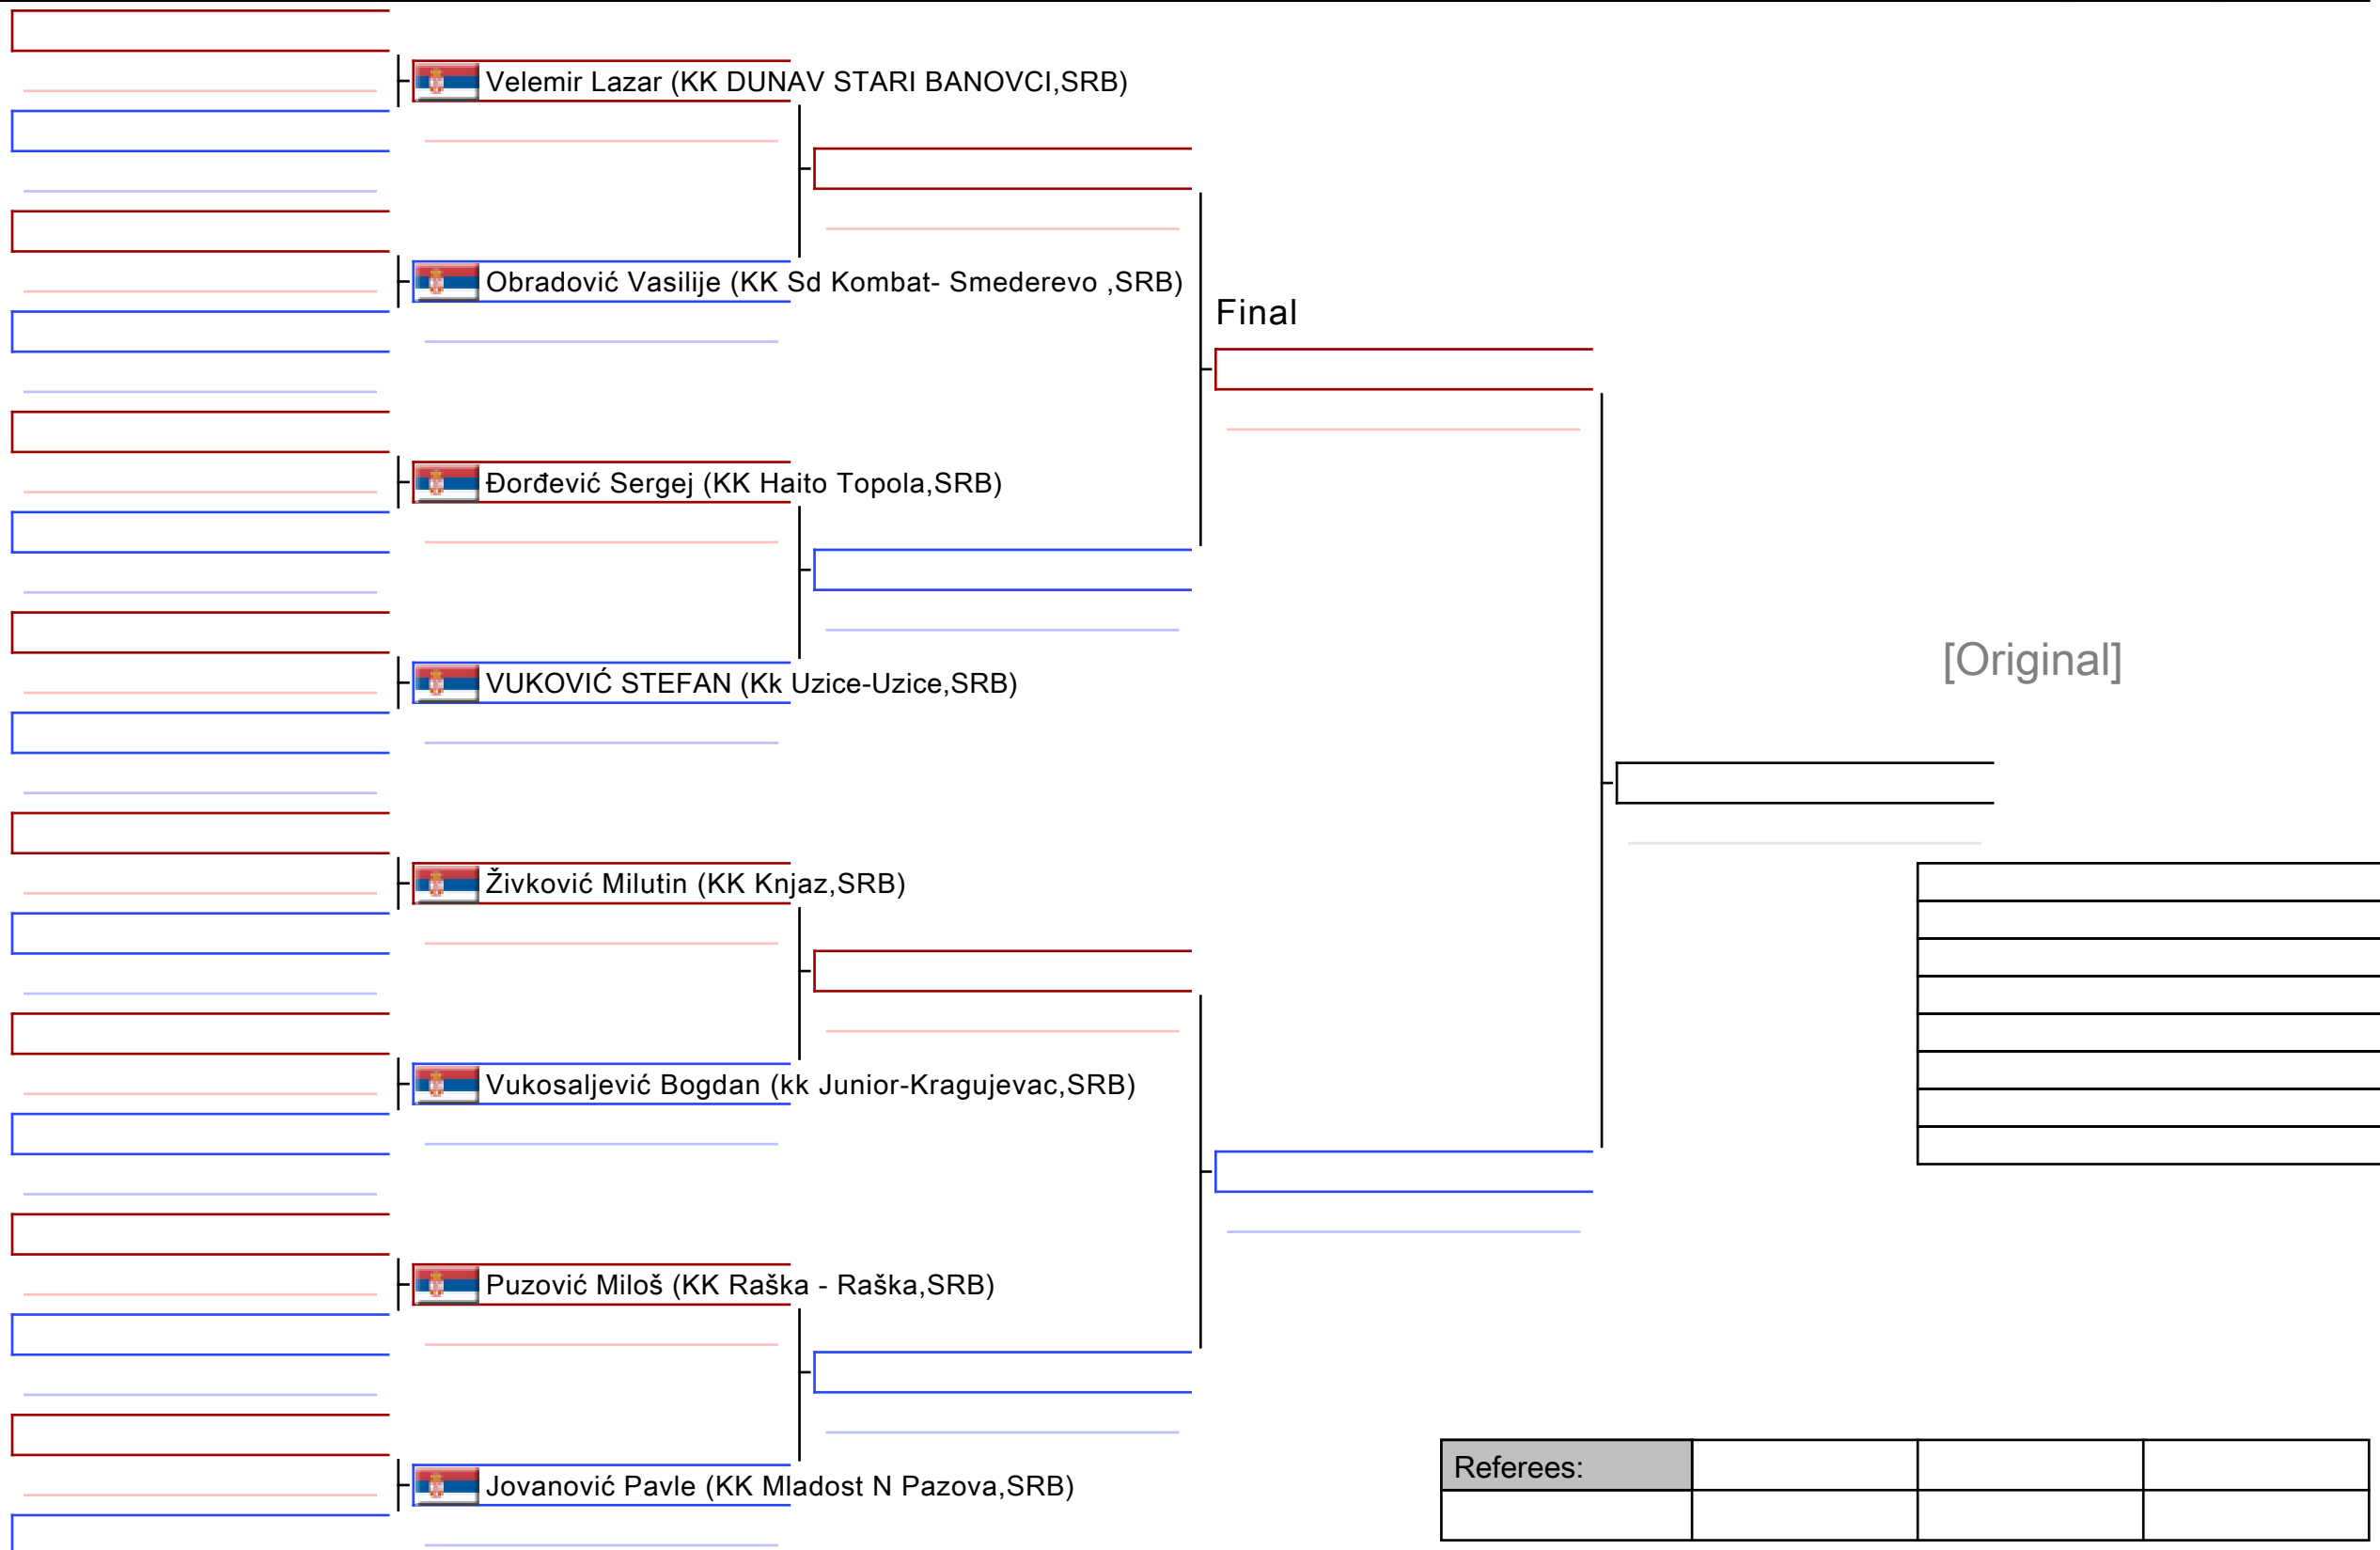 Velemir Lazar (KK DUNAV STARI BANOVCI,SRB)
Obradović Vasilije (KK Sd Kombat- Smederevo ,SRB)
Final
Đorđević Sergej (KK Haito Topola,SRB)
[Original]
VUKOVIĆ STEFAN (Kk Uzice-Uzice,SRB)
Živković Milutin (KK Knjaz,SRB)
Vukosaljević Bogdan (kk Junior-Kragujevac,SRB)
Puzović Miloš (KK Raška - Raška,SRB)
Referees:
Jovanović Pavle (KK Mladost N Pazova,SRB)